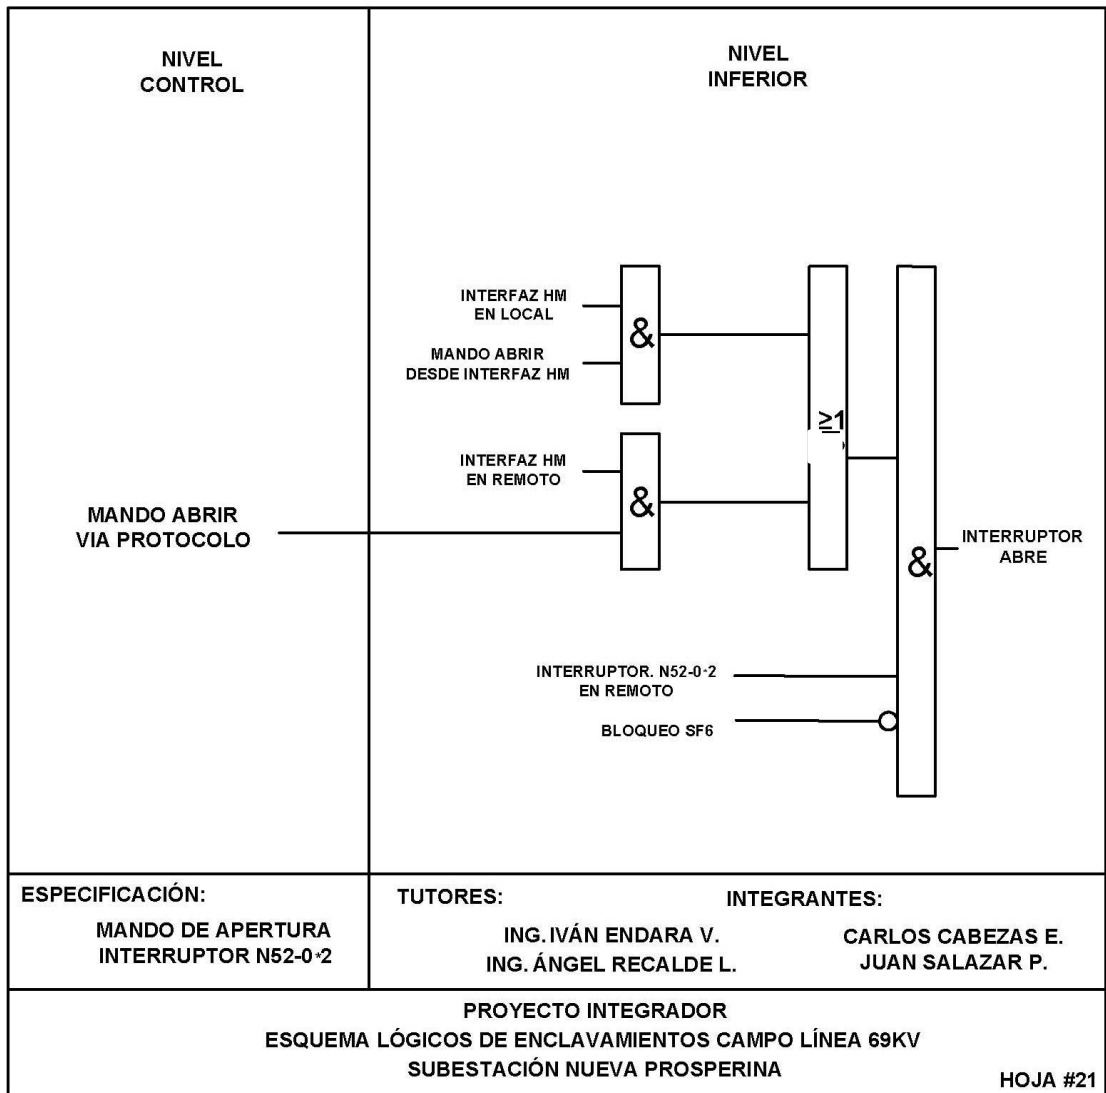 NIVEL
CONTROL
NIVEL
INFERIOR
INTERFAZ HM
EN LOCAL
MANDO ABRIR
DESDE INTERFAZ HM
&
≥1
INTERFAZ HM
EN REMOTO
&
MANDO ABRIR
VIA PROTOCOLO
&
INTERRUPTOR
ABRE
INTERRUPTOR. N52-0*2
EN REMOTO
BLOQUEO SF6
ESPECIFICACIÓN:
MANDO DE APERTURA
INTERRUPTOR N52-0*2
TUTORES:
ING. IVÁN ENDARA V.
ING. ÁNGEL RECALDE L.
INTEGRANTES:
CARLOS CABEZAS E.
JUAN SALAZAR P.
PROYECTO INTEGRADOR
ESQUEMA LÓGICOS DE ENCLAVAMIENTOS CAMPO LÍNEA 69KV
SUBESTACIÓN NUEVA PROSPERINA
HOJA #21